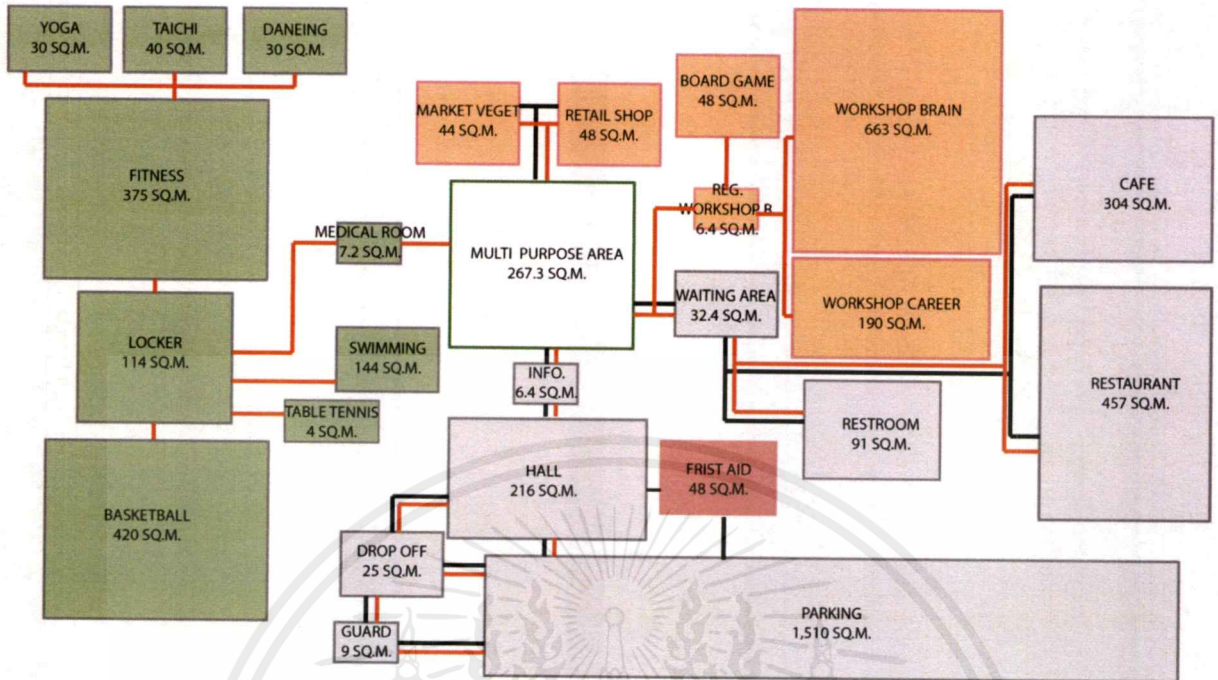 YOGA
30 SQ.M.
TAICHI
40 SQ.M.
DANEING
30 SQ.M.
FITNESS
375 SQ.M.
LOCKER
114 SQ.M.
BASKETBALL
420 SQ.M.
MEDICAL ROOM
7.2 SQ.M.
SWIMMING
144 SQ.M.
TABLE TENNIS
4 SQ.M.
MARKET VEGET
44 SQ.M.
RETAIL SHOP
48 SQ.M.
MULTI PURPOSE AREA
267.3 SQ.M.
INFO.
6.4 SQ.M.
HALL
216 SQ.M.
FRIST AID
48 SQ.M.
DROP OFF
25 SQ.M.
GUARD
9 SQ.M.
PARKING
1,510 SQ.M.
BOARD GAME
48 SQ.M.
REG.
WORKSHOP B
6.4 SQ.M.
WAITING AREA
32.4 SQ.M.
WORKSHOP BRAIN
663 SQ.M.
WORKSHOP CAREER
190 SQ.M.
RESTROOM
91 SQ.M.
CAFE
304 SQ.M.
RESTAURANT
457 SQ.M.